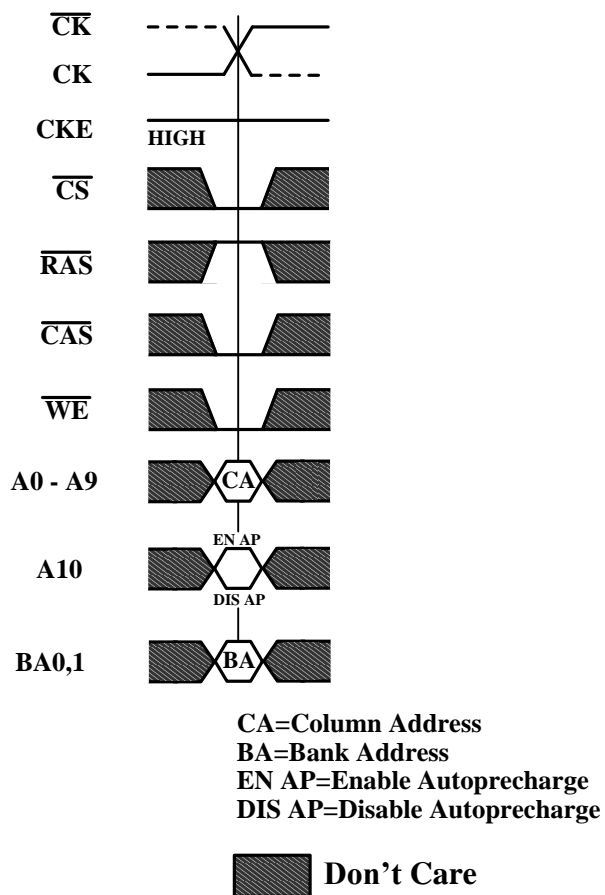 CK
CK
CKE
HIGH
CS
RAS
CAS
WE
A0 - A9
CA
EN AP
A10
DIS AP
BA0,1
BA
CA=Column Address
BA=Bank Address
EN AP=Enable Autoprecharge
DIS AP=Disable Autoprecharge
Don't Care